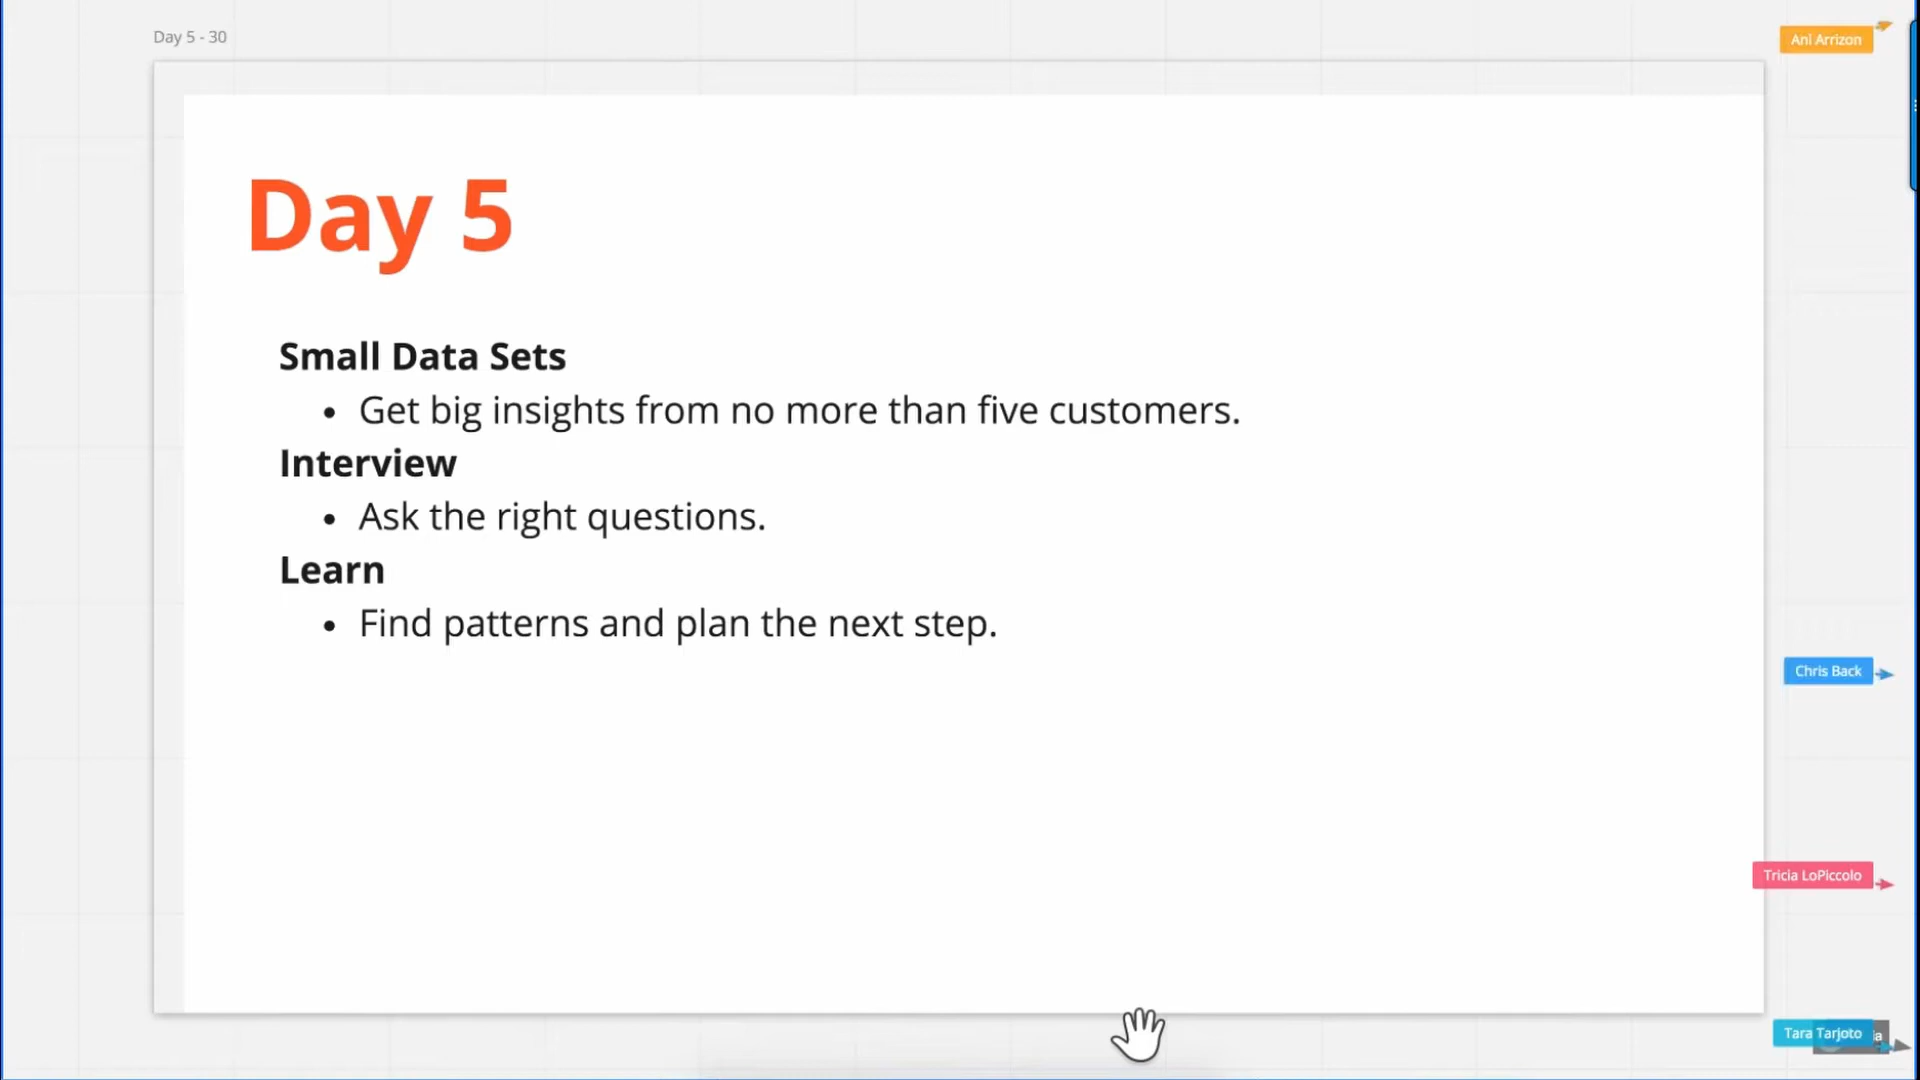 Day 5 - 30
Ani Arrizon
Day 5
Small Data Sets
• Get big insights from no more than five customers.
Interview
• Ask the right questions.
Learn
• Find patterns and plan the next step.
Chris Back
Tricia LoPiccolo
Tara Tarjoto